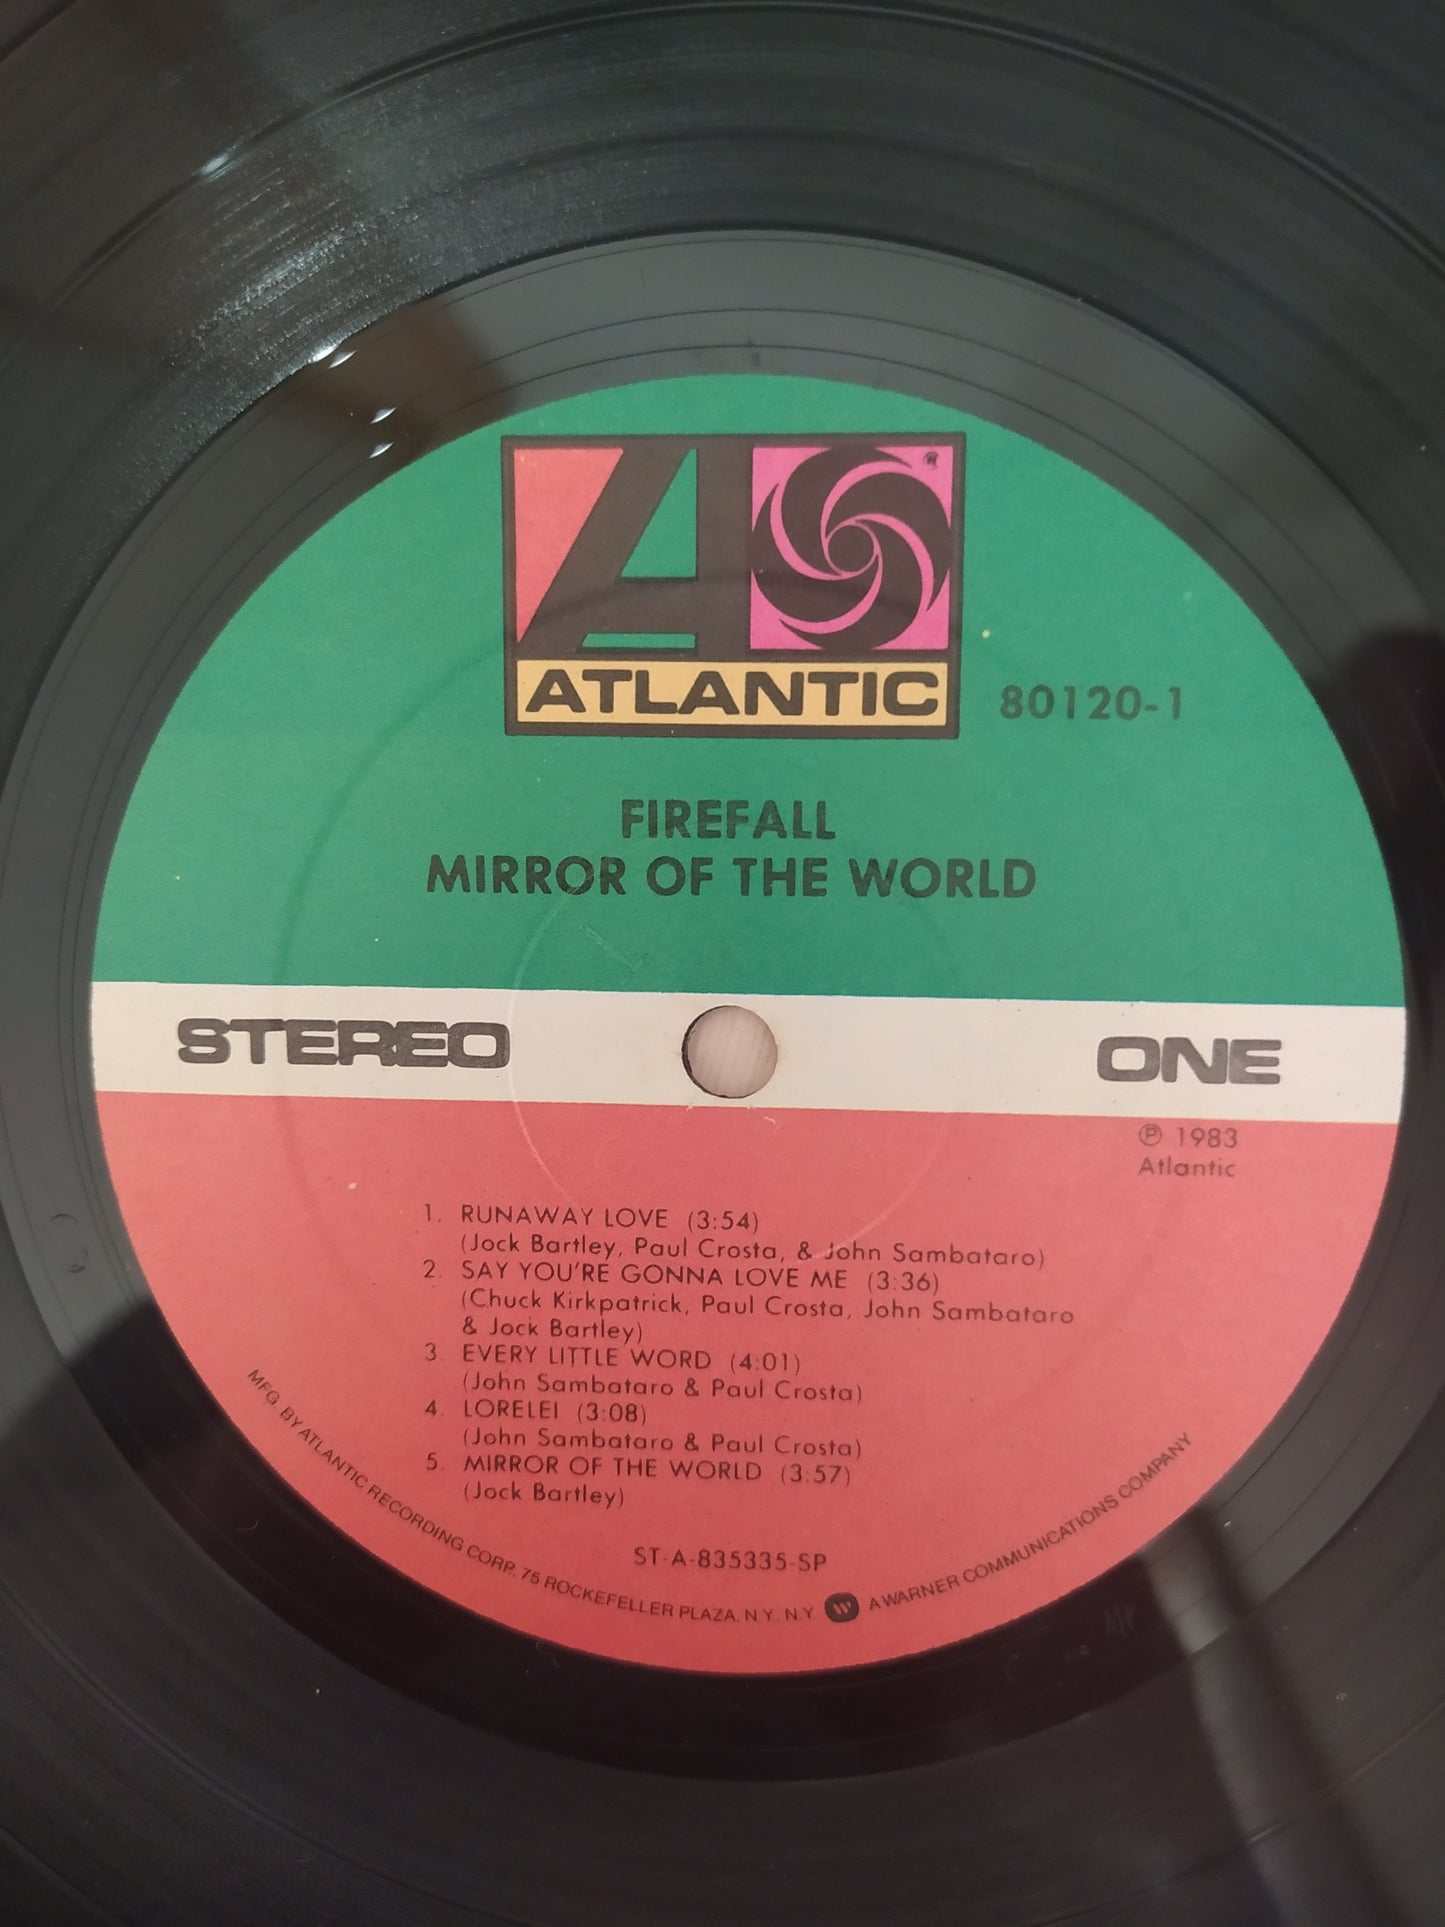 ATLANTIC
80120-1
FIREFALL
MIRROR OF THE WORLD
STEREO
ONE
℗ 1983
Atlantic
1. RUNAWAY LOVE (3:54)
(Jock Bartley, Paul Crosta, & John Sambataro)
2. SAY YOU'RE GONNA LOVE ME (3:36)
(Chuck Kirkpatrick, Paul Crosta, John Sambataro
& Jock Bartley)
3. EVERY LITTLE WORD (4:01)
(John Sambataro & Paul Crosta)
4. LORELEI (3:08)
(John Sambataro & Paul Crosta)
5. MIRROR OF THE WORLD (3:57)
(Jock Bartley)
ST-A-835335-SP
MFG. BY ATLANTIC RECORDING CORP. 75 ROCKEFELLER PLAZA, N.Y., N.Y. A WARNER COMMUNICATIONS COMPANY